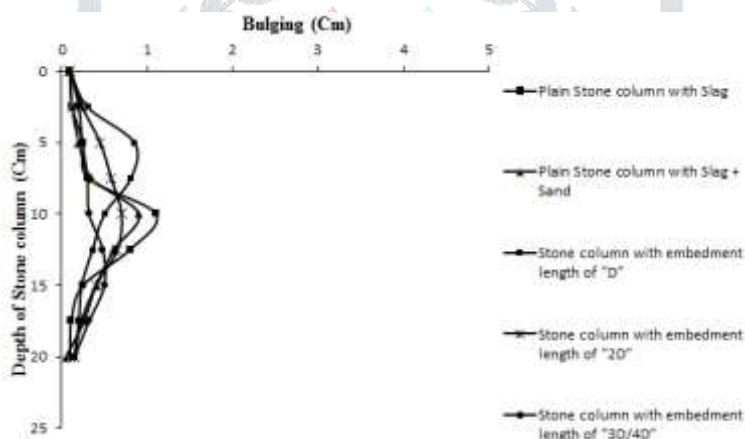 Bulging (Cm)
0 1 2 3 4 5
0
5
10
15
20
25
Depth of Stone column (Cm)
Plain Stone column with Slag
Plain Stone column with Slag +
Sand
Stone column with embedment
length of "D"
Stone column with embedment
length of "2D"
Stone column with embedment
length of "3D/4D"